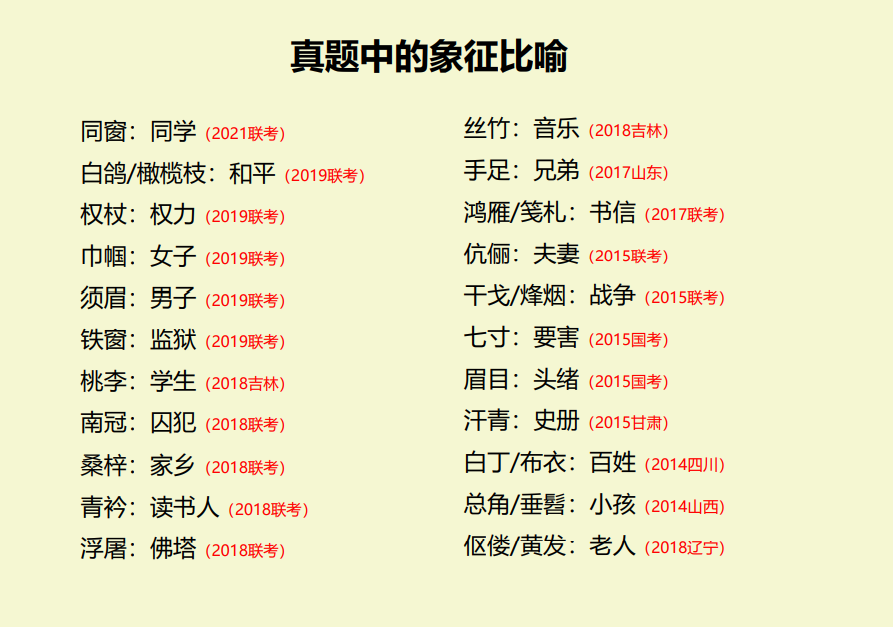 真题中的象征比喻
同窗：同学（2021联考）
白鸽/橄榄枝：和平（2019联考）
权杖：权力（2019联考）
巾帼：女子（2019联考）
须眉：男子（2019联考）
铁窗：监狱（2019联考）
桃李：学生（2018吉林）
南冠：囚犯（2018联考）
桑梓：家乡（2018联考）
青衿：读书人（2018联考）
浮屠：佛塔（2018联考）
丝竹：音乐（2018吉林）
手足：兄弟（2017山东）
鸿雁/笺札：书信（2017联考）
伉俪：夫妻（2015联考）
干戈/烽烟：战争（2015联考）
七寸：要害（2015国考）
眉目：头绪（2015国考）
汗青：史册（2015甘肃）
白丁/布衣：百姓（2014四川）
总角/垂髫：小孩（2014山西）
伛偻/黄发：老人（2018辽宁）